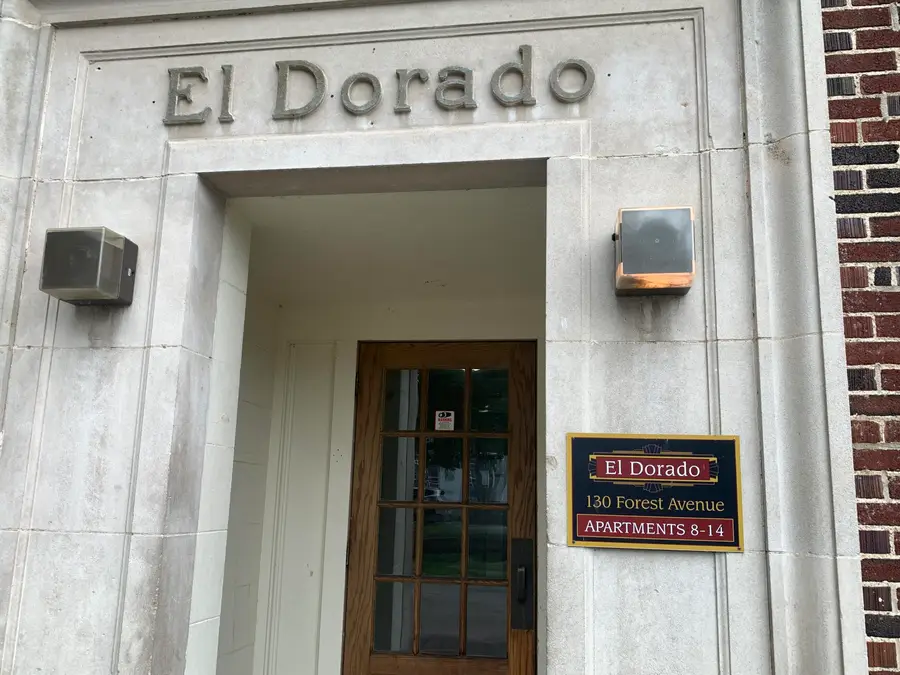 El Dorado
El Dorado
130 Forest Avenue
APARTMENTS 8-14